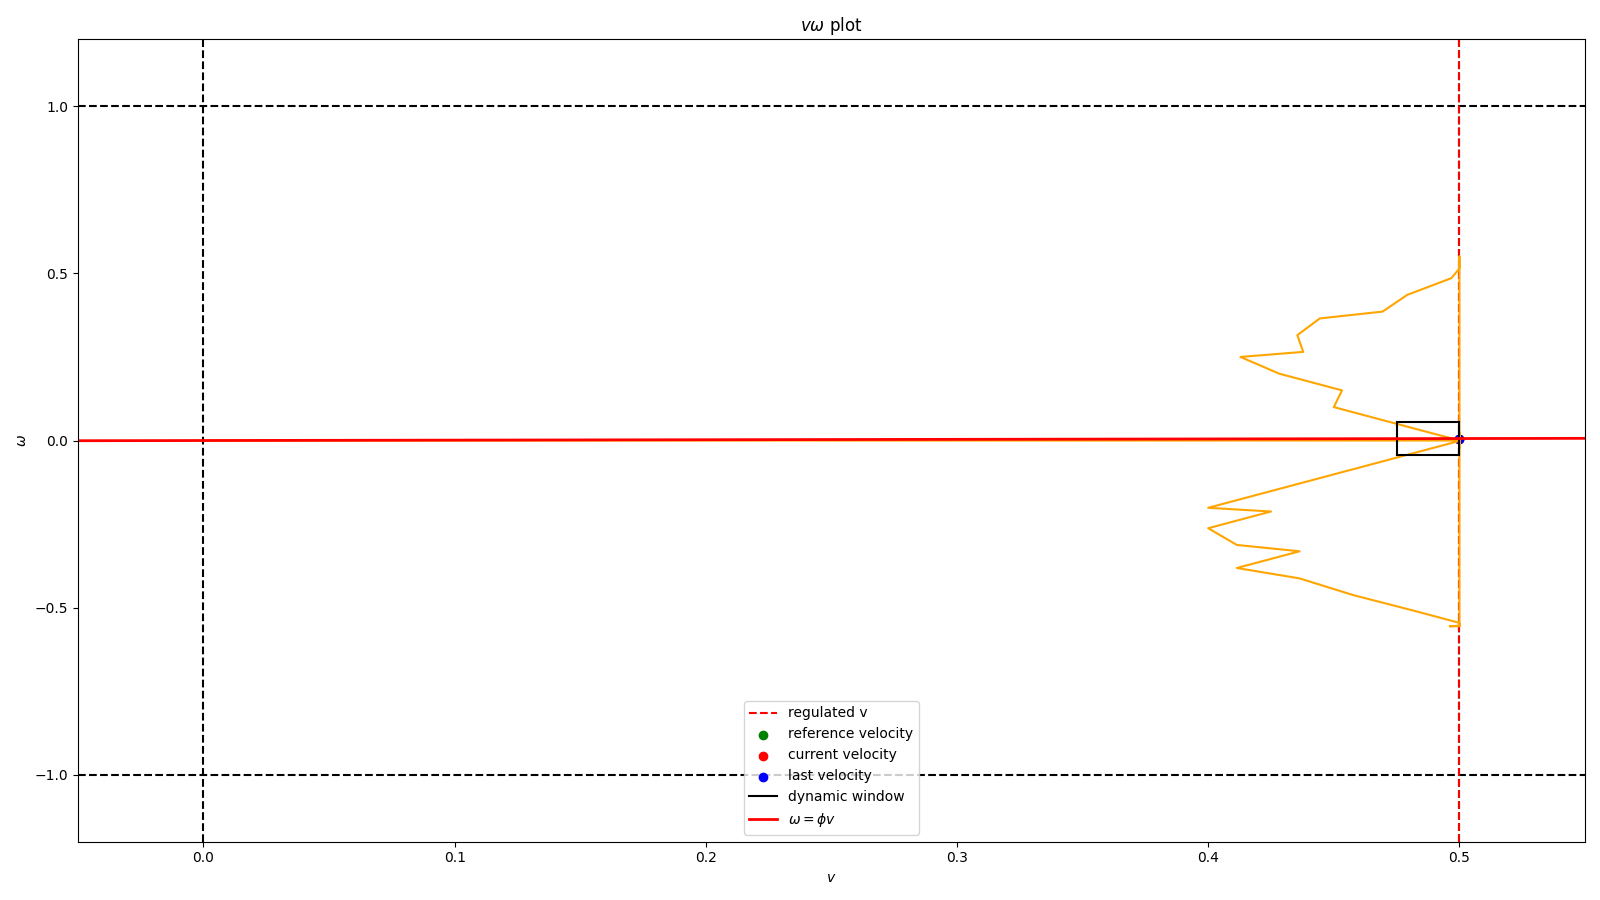 vω plot
1.0
0.5
0.0
−0.5
−1.0
ω
0.0 0.1 0.2 0.3 0.4 0.5
v
regulated v
reference velocity
current velocity
last velocity
dynamic window
ω = ϕv